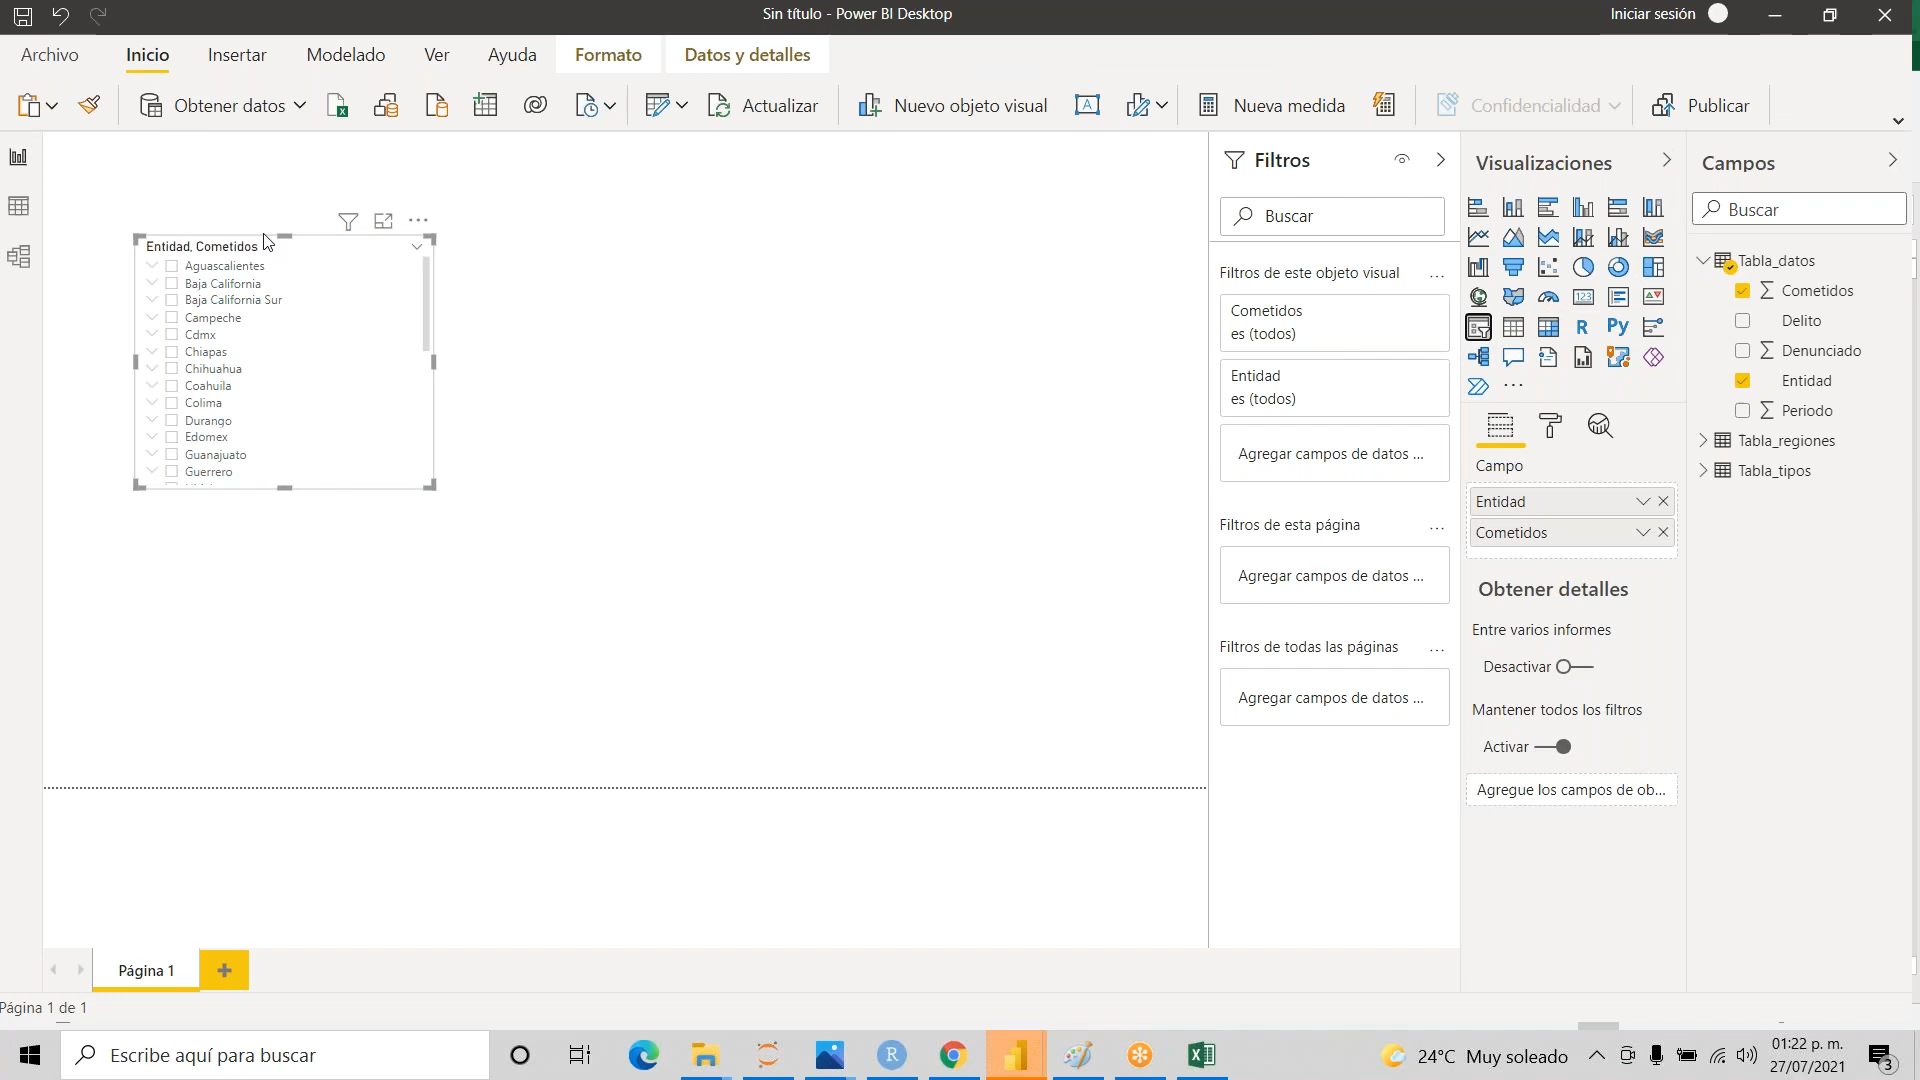 Sin título - Power BI Desktop
Iniciar sesión
Archivo
Inicio
Insertar
Modelado
Ver
Ayuda
Formato
Datos y detalles
Obtener datos
Actualizar
Nuevo objeto visual
Nueva medida
Confidencialidad
Publicar
Entidad, Cometidos
Aguascalientes
Baja California
Baja California Sur
Campeche
Cdmx
Chiapas
Chihuahua
Coahuila
Colima
Durango
Edomex
Guanajuato
Guerrero
Filtros
Buscar
Filtros de este objeto visual
Cometidos
es (todos)
Entidad
es (todos)
Agregar campos de datos ...
Filtros de esta página
Agregar campos de datos ...
Filtros de todas las páginas
Agregar campos de datos ...
Visualizaciones
123
R
Py
Campo
Entidad
Cometidos
Obtener detalles
Entre varios informes
Desactivar
Mantener todos los filtros
Activar
Agregue los campos de ob...
Campos
Buscar
Tabla_datos
Cometidos
Delito
Denunciado
Entidad
Periodo
Tabla_regiones
Tabla_tipos
Página 1
Página 1 de 1
Escribe aquí para buscar
24°C Muy soleado
01:22 p. m.
27/07/2021
3